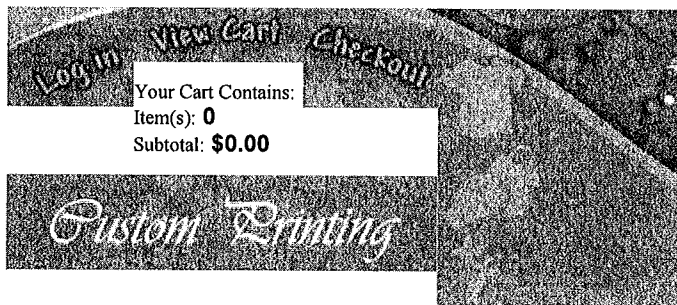 Log in View Cart Checkout
Your Cart Contains:
Item(s): 0
Subtotal: $0.00
Custom Printing